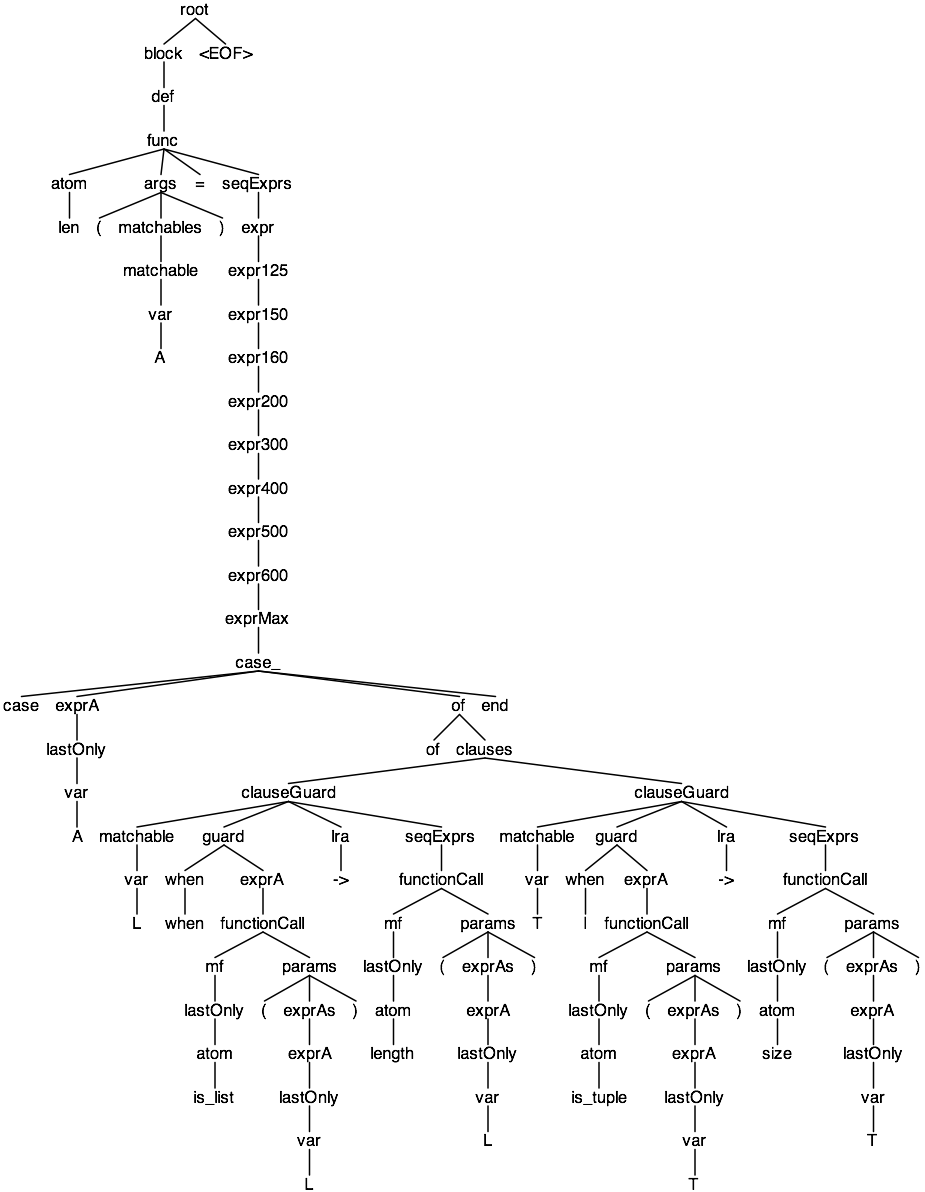 root
block <EOF>
def
func
atom args = seqExprs
len ( matchables ) expr
matchable expr125
var expr150
A expr160
expr200
expr300
expr400
expr500
expr600
exprMax
case_
case exprA of end
lastOnly of clauses
var clauseGuard clauseGuard
A matchable guard lra seqExprs matchable guard lra seqExprs
var when exprA -> functionCall var when exprA -> functionCall
L when functionCall mf params T | functionCall mf params
mf params lastOnly ( exprAs ) mf params lastOnly ( exprAs )
lastOnly ( exprAs ) atom exprA lastOnly ( exprAs ) atom exprA
atom exprA length lastOnly atom exprA size lastOnly
is_list lastOnly var is_tuple lastOnly var
var L var T
L T